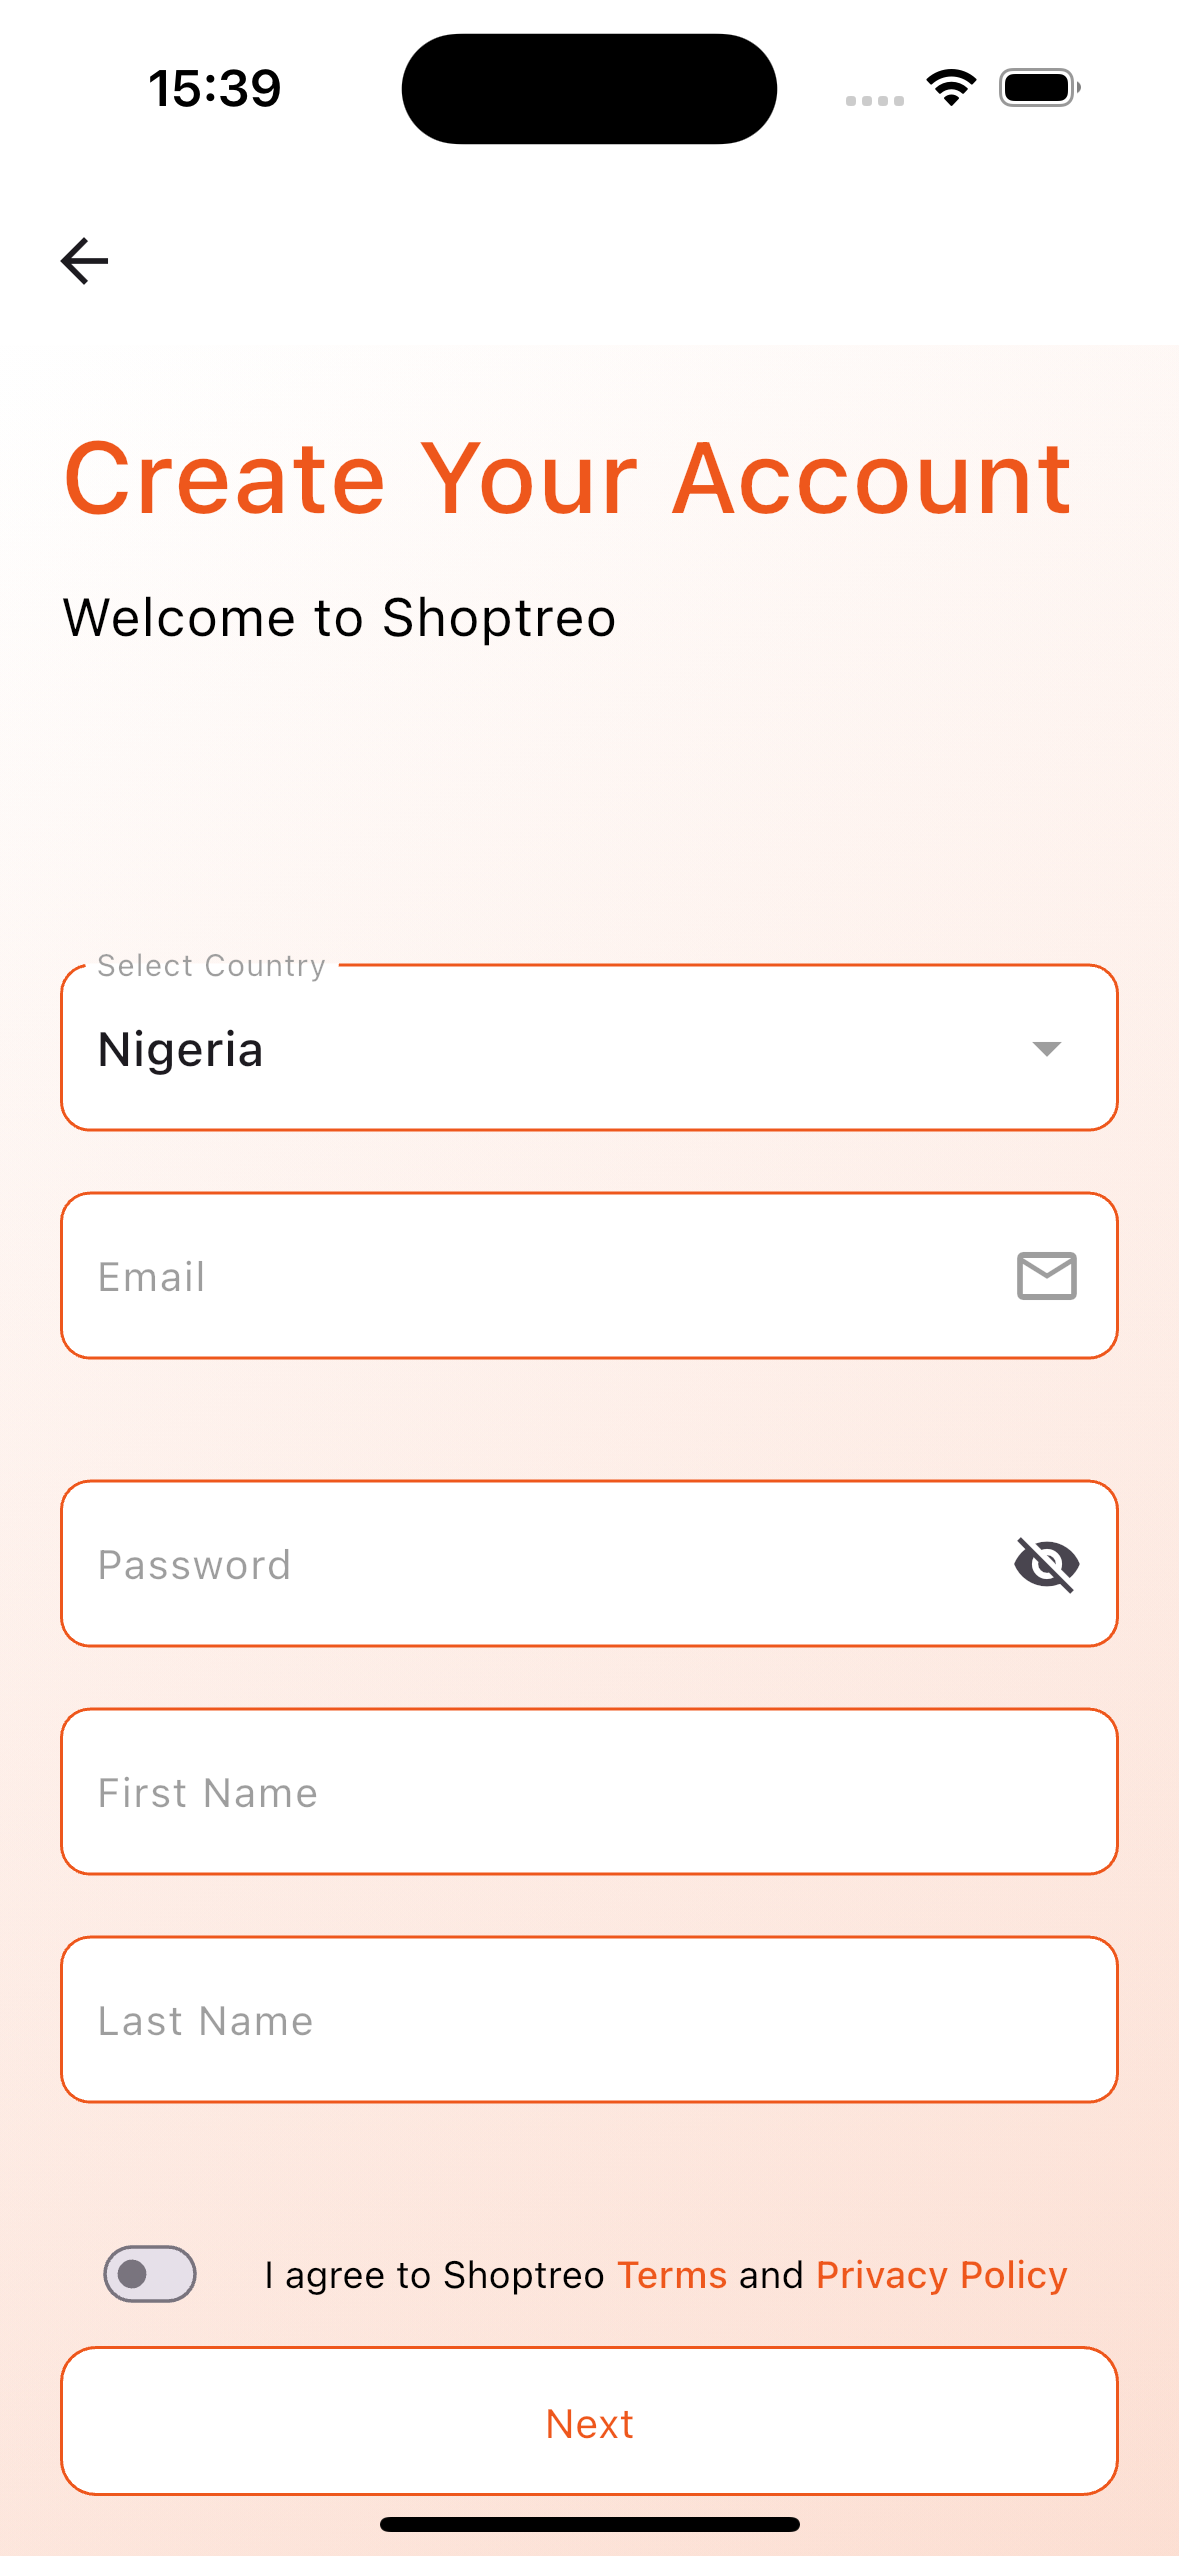 15:39
Create Your Account
Welcome to Shoptreo
Select Country
Nigeria
Email
Password
First Name
Last Name
I agree to Shoptreo Terms and Privacy Policy
Next